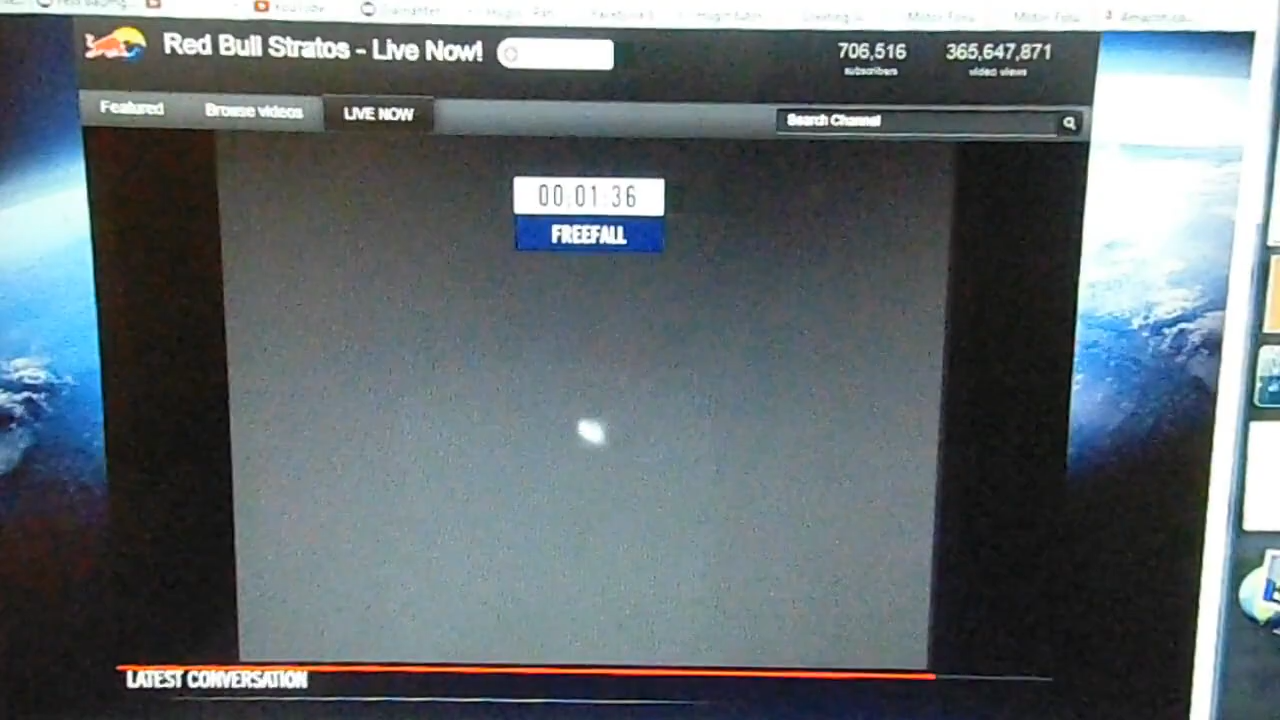 YouTube
Red Bull Stratos - Live Now!
706,516
subscribers
365,647,871
video views
Featured
Browse videos
LIVE NOW
Search Channel
00:01:36
FREEFALL
LATEST CONVERSATION